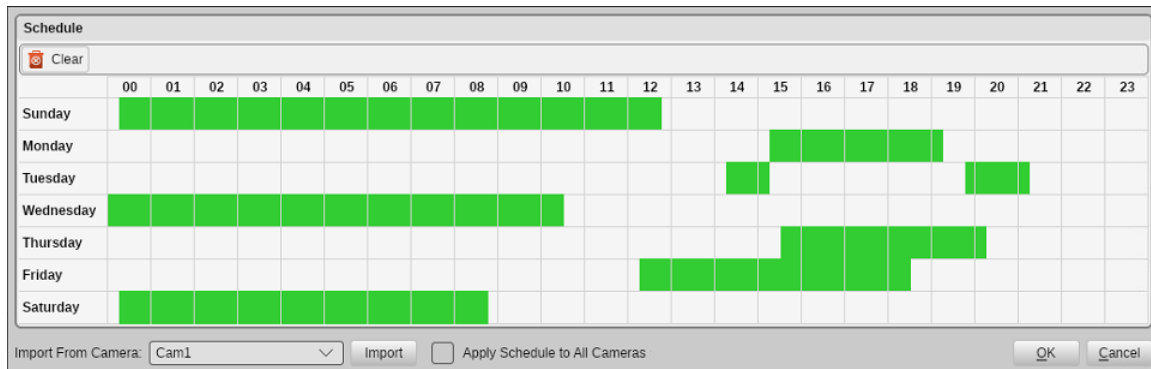 Schedule
Clear
00 01 02 03 04 05 06 07 08 09 10 11 12 13 14 15 16 17 18 19 20 21 22 23
Sunday
Monday
Tuesday
Wednesday
Thursday
Friday
Saturday
Import From Camera: Cam1 Import Apply Schedule to All Cameras OK Cancel